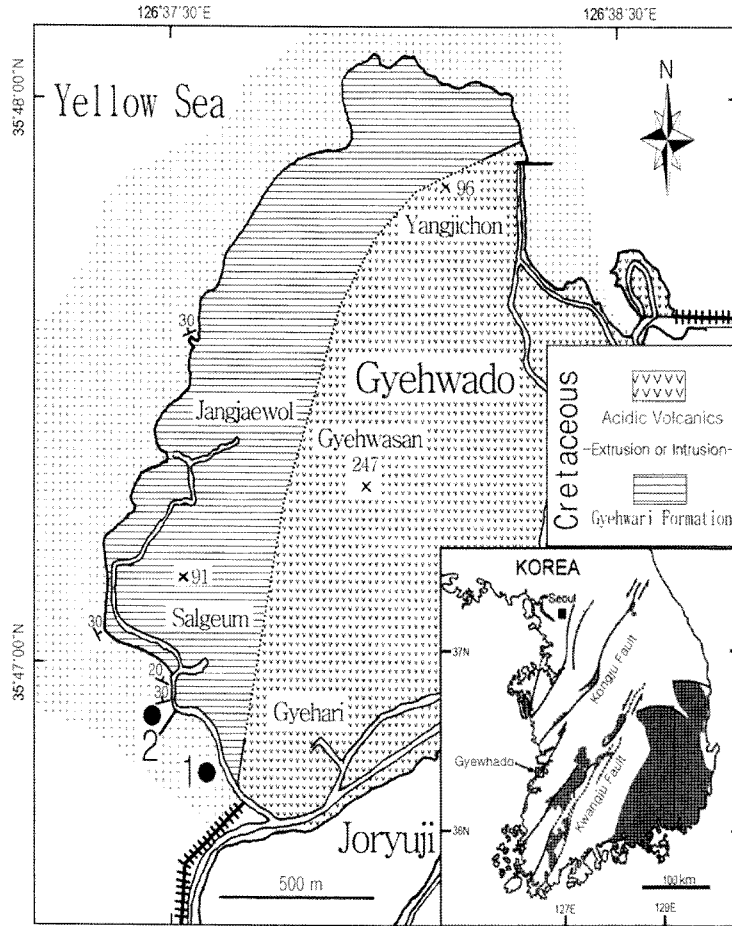 126°37'30"E
126°38'30"E
35°48'00"N
Yellow Sea
N
96
Yangjichon
30
Gyehwado
Jangjaewol
Gyehwasan
247
91
Salgeum
30
20
30
35°47'00"N
2
1
Gyehari
Joryuji
500 m
Cretaceous
Acidic Volcanics
Extrusion or Intrusion
Gyehwari Formation
KOREA
Seoul
37N
Kongju Fault
Gyewhado
Kwangju Fault
36N
100 km
127E
129E